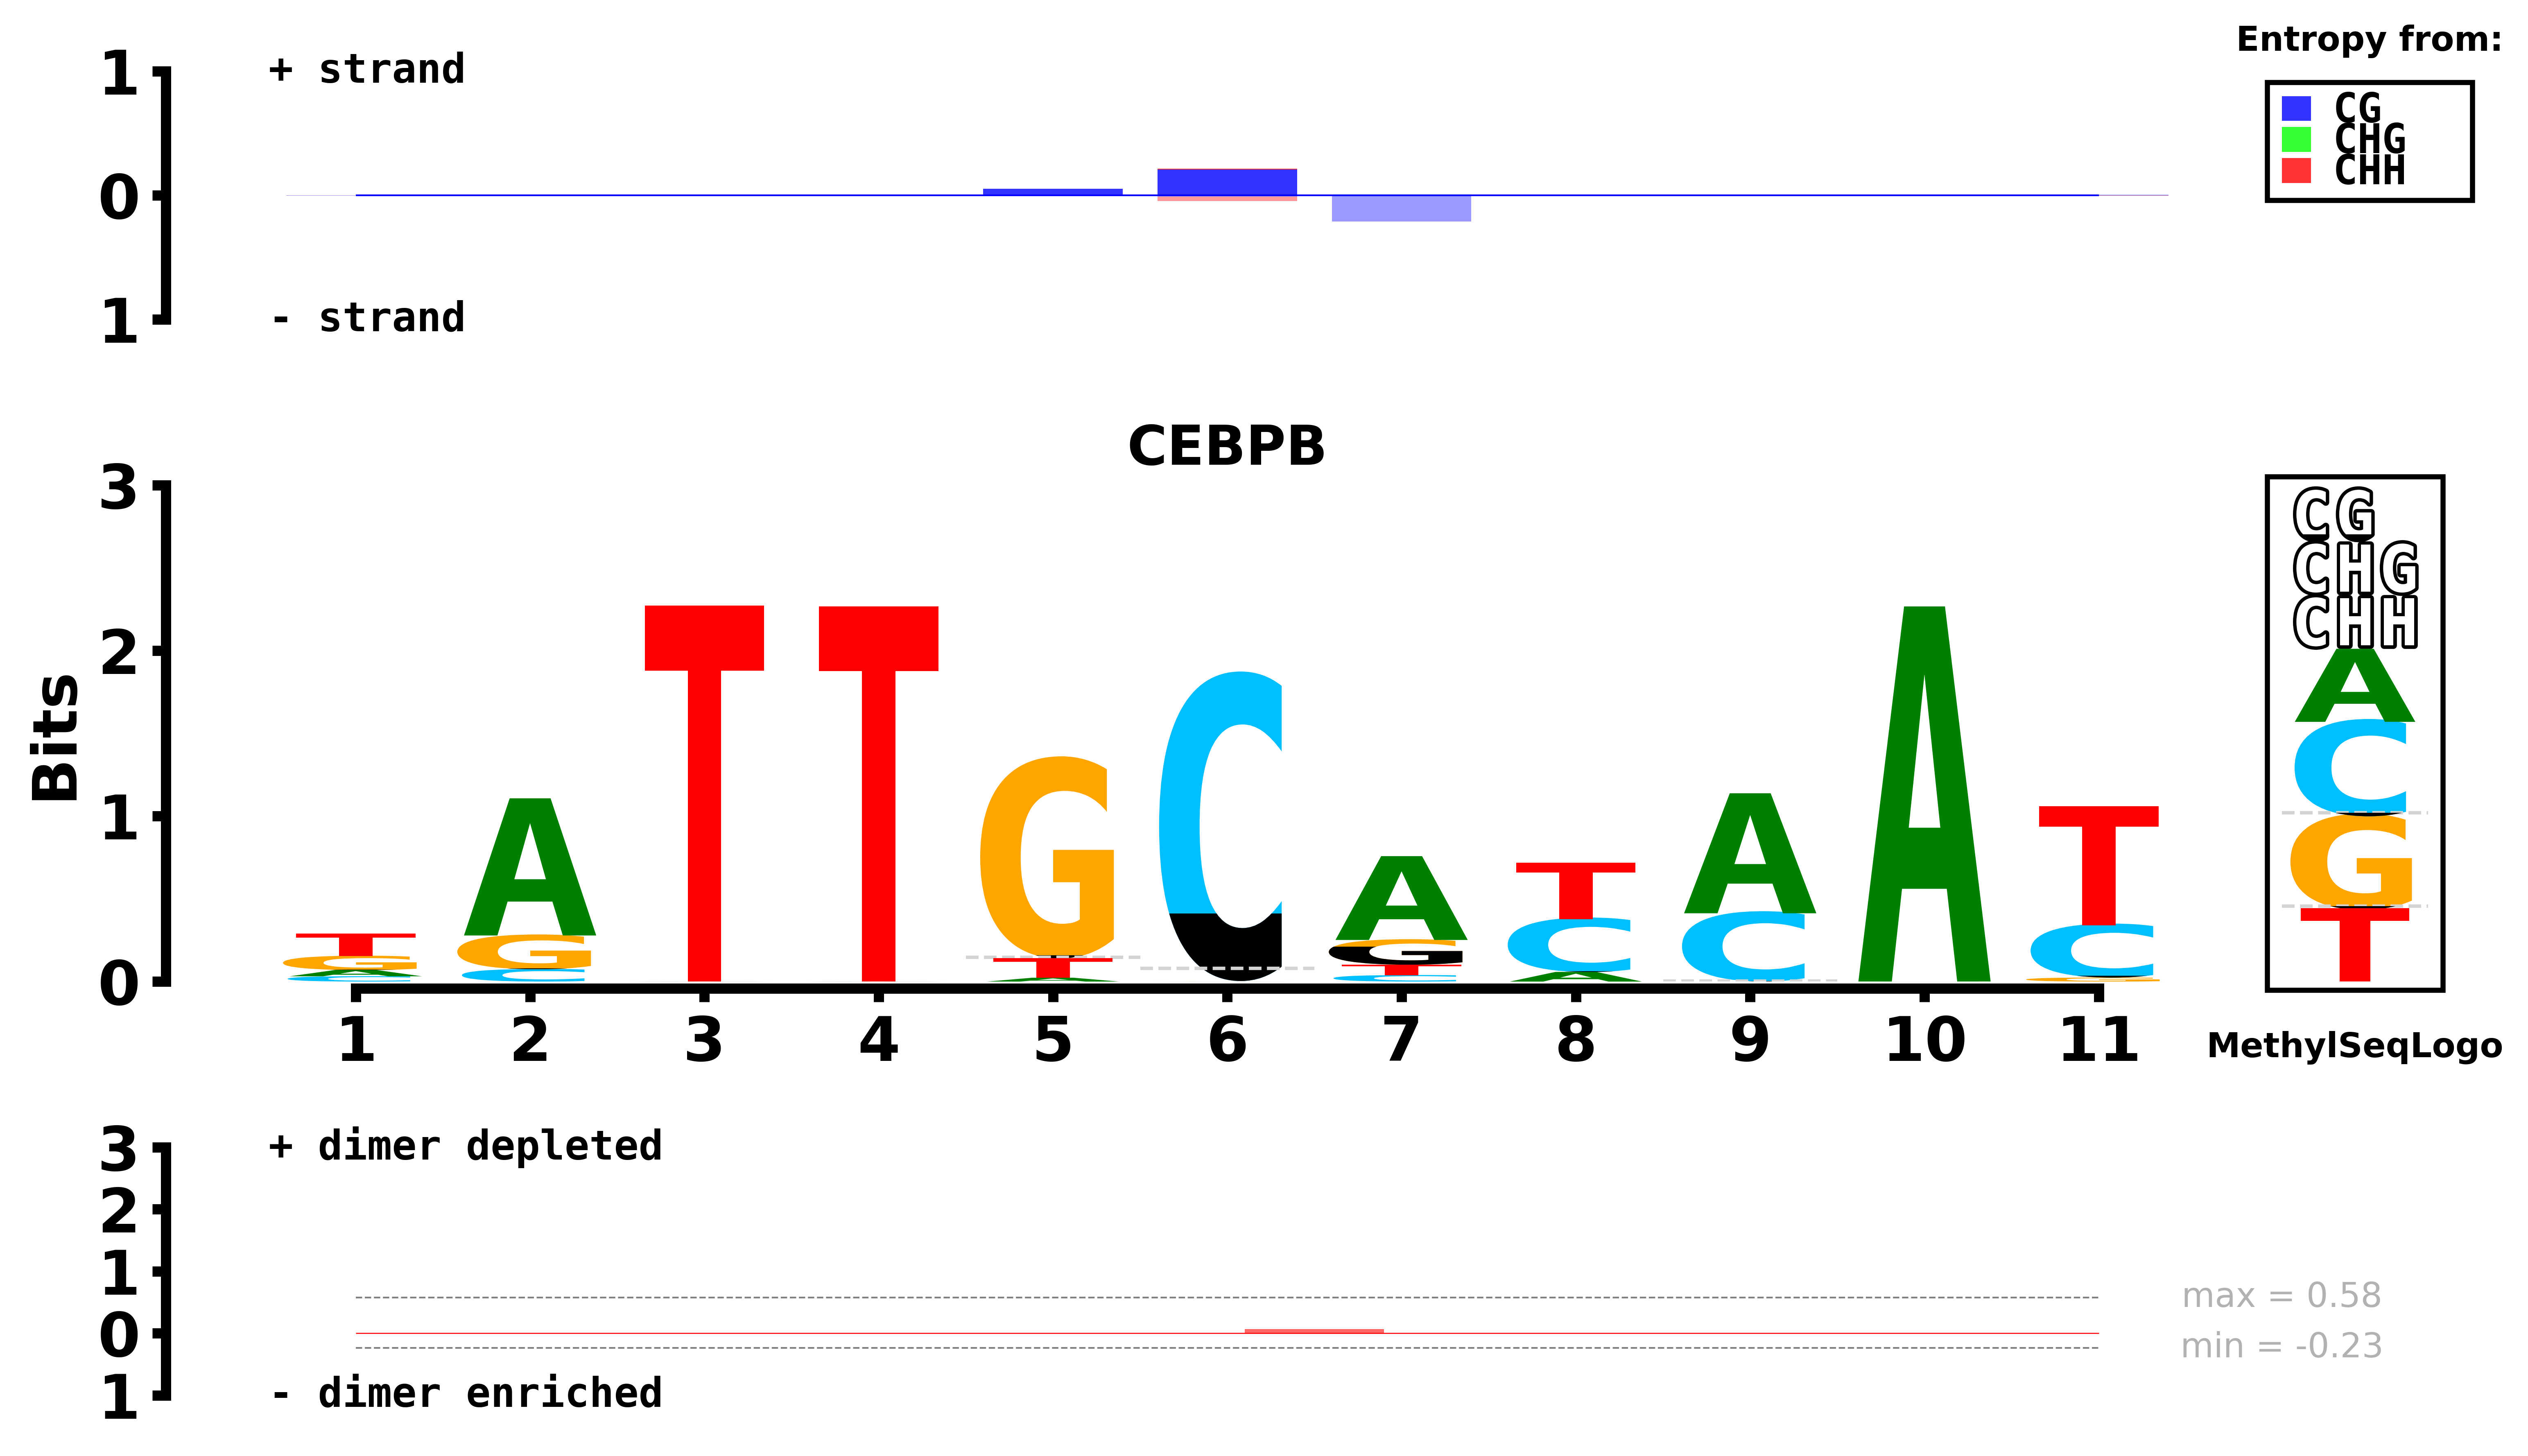 Entropy from:
1
+ strand
CG
CHG
CHH
0
1
- strand
CEBPB
Bits
3
2
1
0
T
G
A
C
A
G
C
T
T
G
T
A
C
A
G
T
C
T
C
A
A
C
A
T
C
G
CG
CHG
CHH
A
C
G
T
1 2 3 4 5 6 7 8 9 10 11
MethylSeqLogo
3
+ dimer depleted
2
1
max = 0.58
0
min = -0.23
1
- dimer enriched